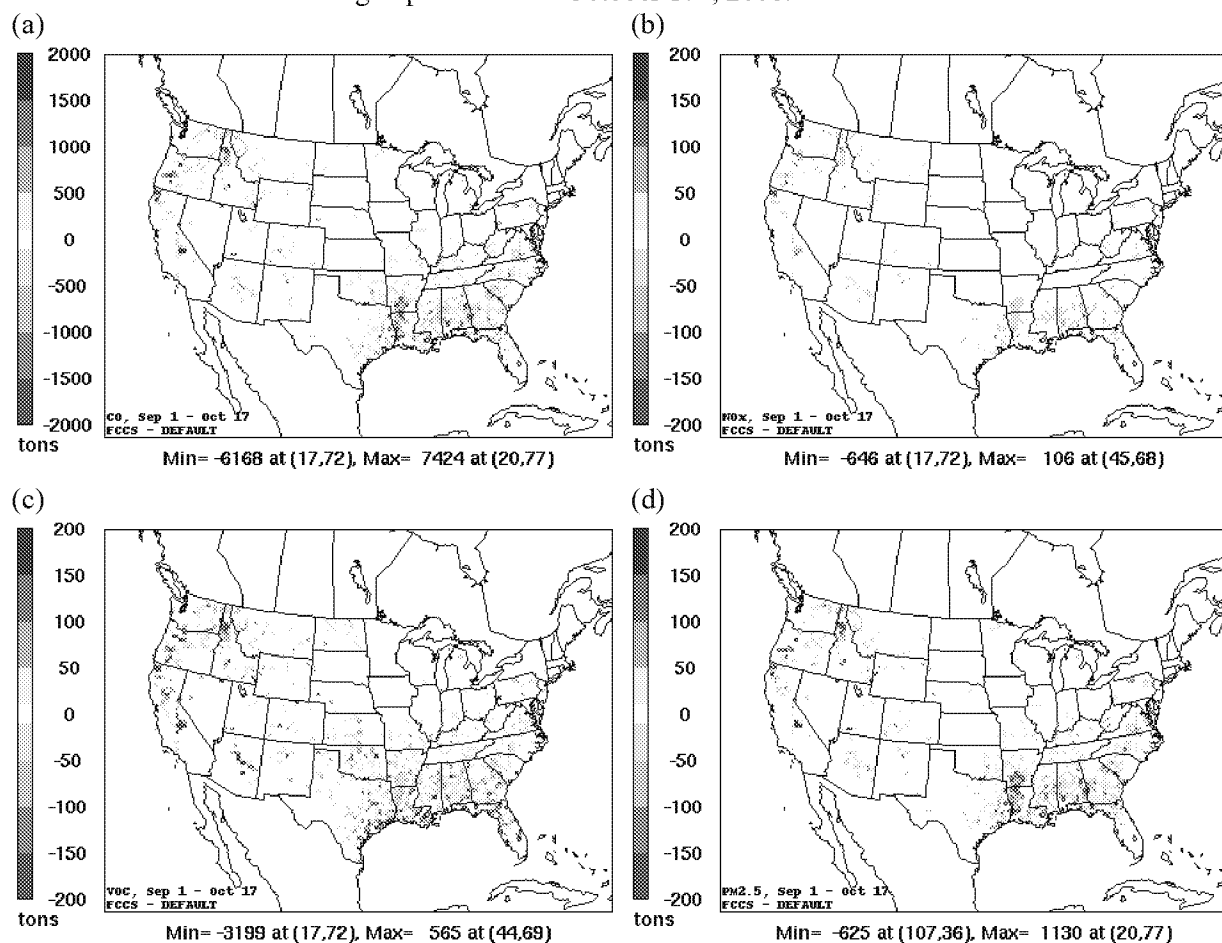 (a)
2000
1500
1000
500
0
-500
-1000
-1500
-2000
tons
CO, Sep 1 - Oct 17
FCCS - DEFAULT
Min= -6168 at (17,72), Max= 7424 at (20,77)
(b)
200
150
100
50
0
-50
-100
-150
-200
tons
NOx, Sep 1 - Oct 17
FCCS - DEFAULT
Min= -646 at (17,72), Max= 106 at (45,68)
(c)
200
150
100
50
0
-50
-100
-150
-200
tons
VOC, Sep 1 - Oct 17
FCCS - DEFAULT
Min= -3199 at (17,72), Max= 565 at (44,69)
(d)
200
150
100
50
0
-50
-100
-150
-200
tons
PM2.5, Sep 1 - Oct 17
FCCS - DEFAULT
Min= -625 at (107,36), Max= 1130 at (20,77)